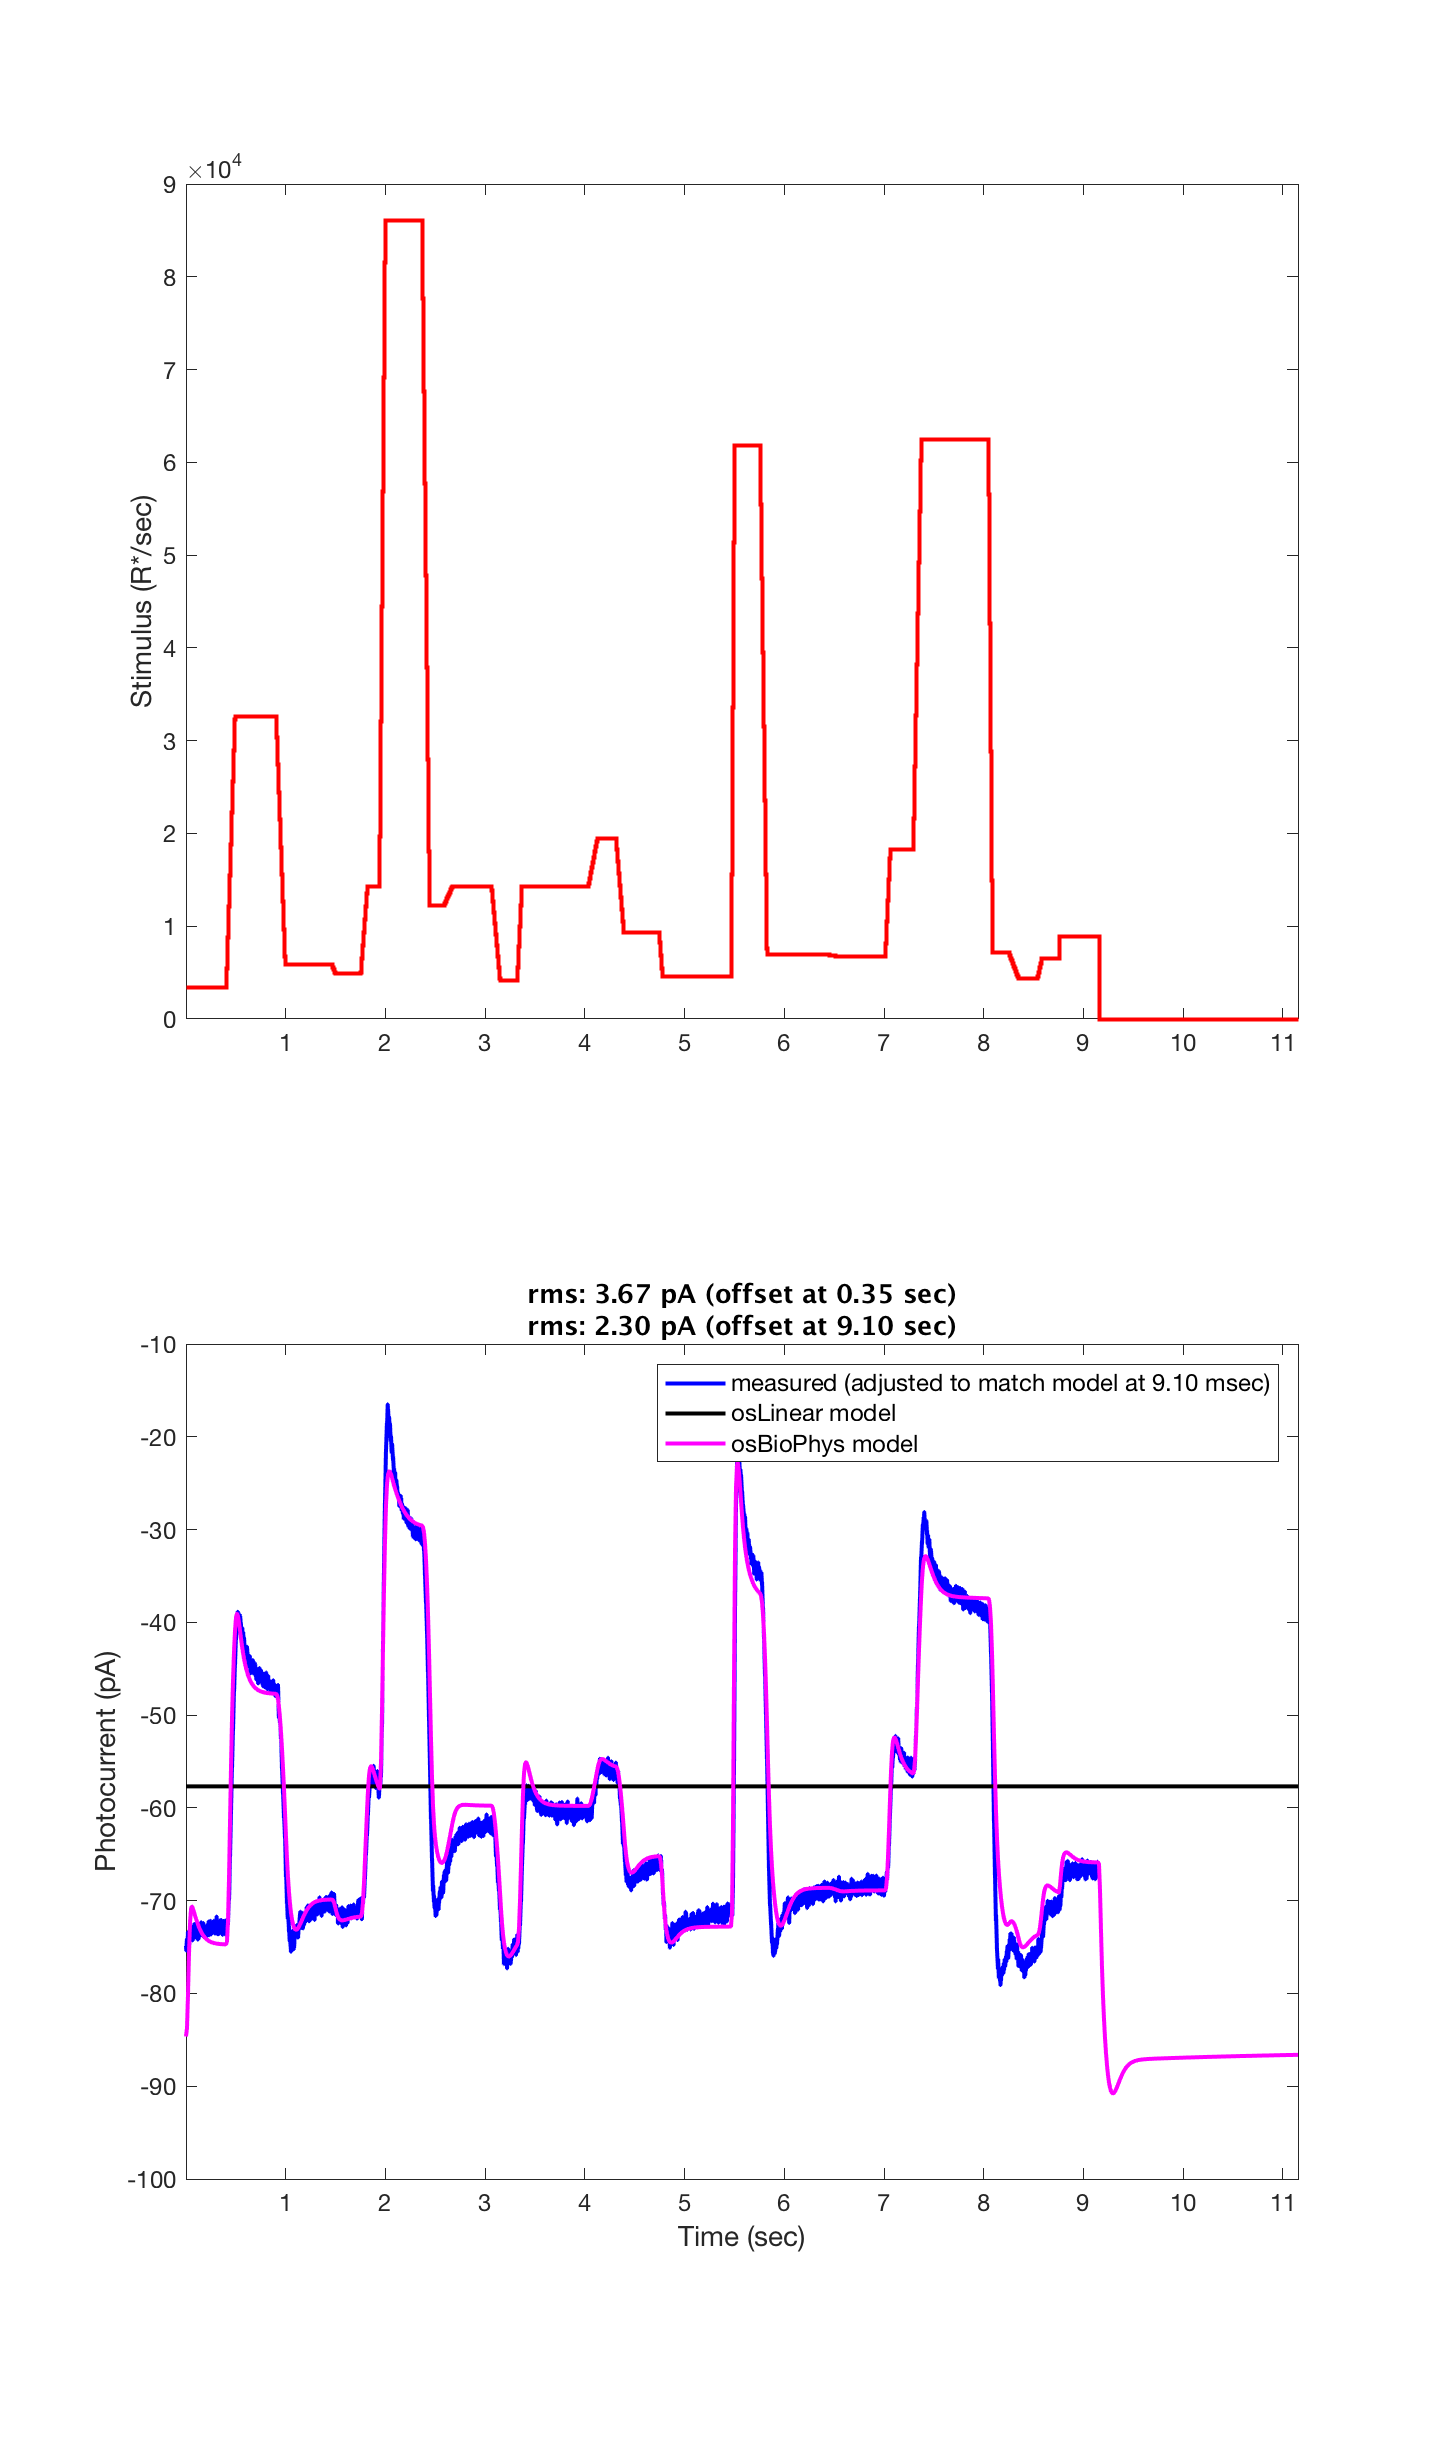 ×10⁴
9
8
7
6
5
4
3
2
1
0
Stimulus (R*/sec)
1 2 3 4 5 6 7 8 9 10 11
rms: 3.67 pA (offset at 0.35 sec)
rms: 2.30 pA (offset at 9.10 sec)
measured (adjusted to match model at 9.10 msec)
osLinear model
osBioPhys model
-10
-20
-30
-40
-50
-60
-70
-80
-90
-100
Photocurrent (pA)
1 2 3 4 5 6 7 8 9 10 11
Time (sec)